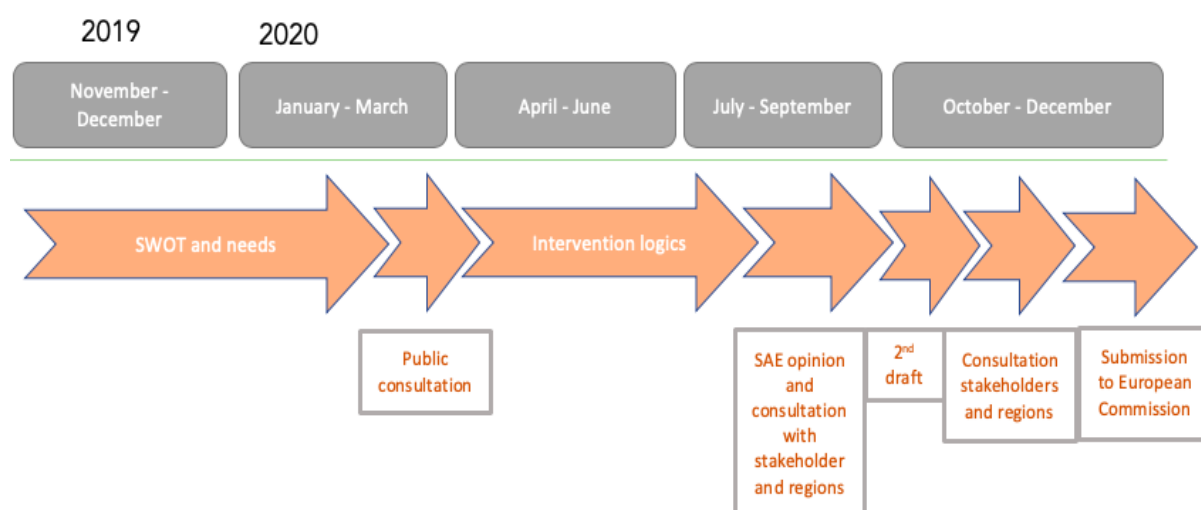 2019
2020
November -
December
January - March
April - June
July - September
October - December
SWOT and needs
Intervention logics
Public
consultation
SAE opinion
and
consultation
with
stakeholder
and regions
2nd
draft
Consultation
stakeholders
and regions
Submission
to European
Commission